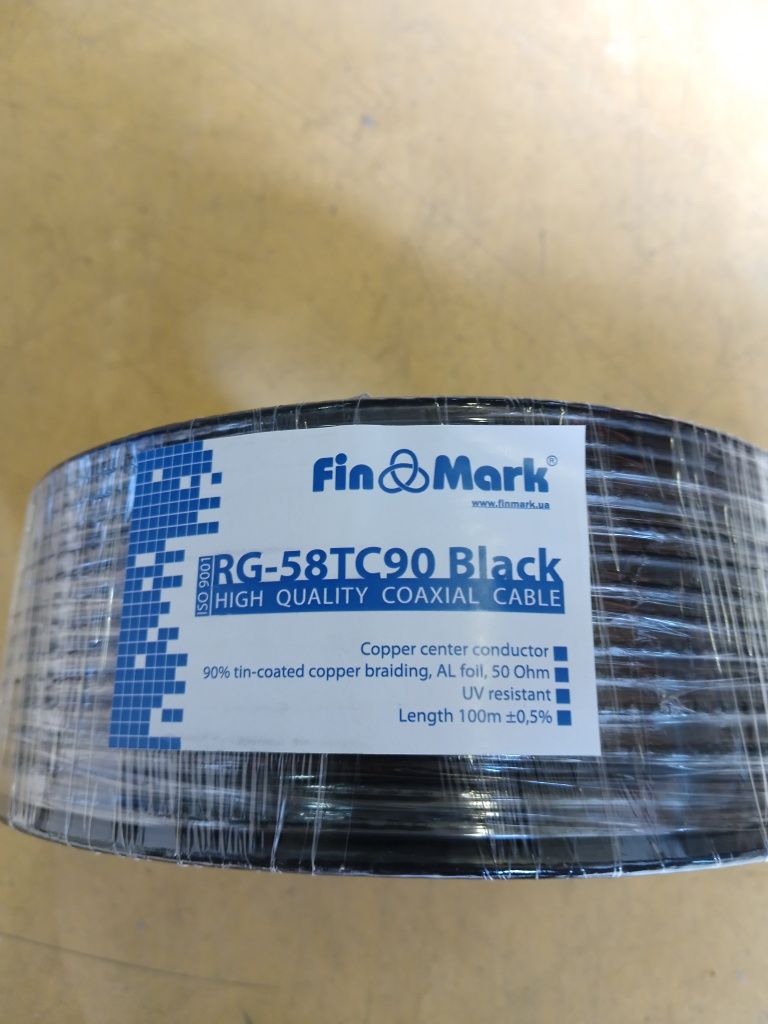 Fin Mark®
www.finmark.ua
ISO 9001
RG-58TC90 Black
HIGH QUALITY COAXIAL CABLE
Copper center conductor
90% tin-coated copper braiding, AL foil, 50 Ohm
UV resistant
Length 100m ±0,5%